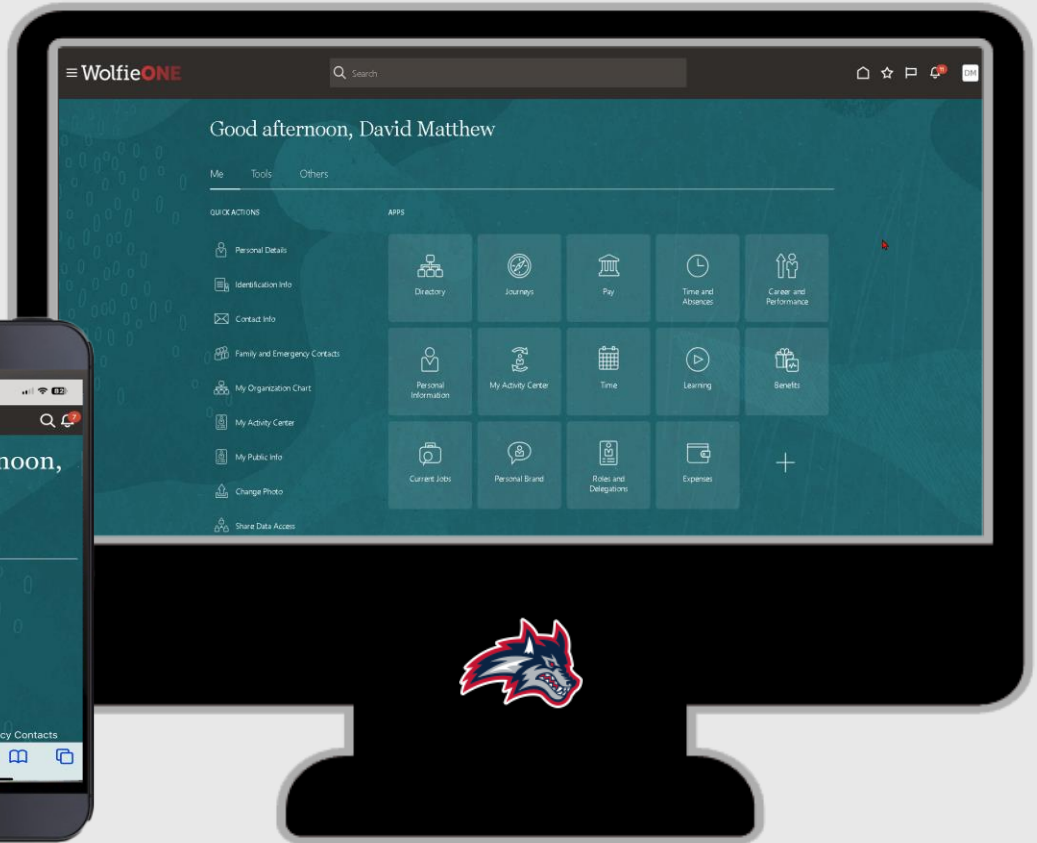 WolfieONE
Search
DM
Good afternoon, David Matthew
Me Tools Others
QUICK ACTIONS
APPS
Personal Details
Identification Info
Contact Info
Family and Emergency Contacts
My Organization Chart
My Activity Center
My Public Info
Change Photo
Share Data Access
Directory
Journeys
Pay
Time and
Absences
Career and
Performance
Personal
Information
My Activity Center
Time
Learning
Benefits
Current Jobs
Personal Brand
Roles and
Delegations
Expenses
82
7
noon,
cy Contacts